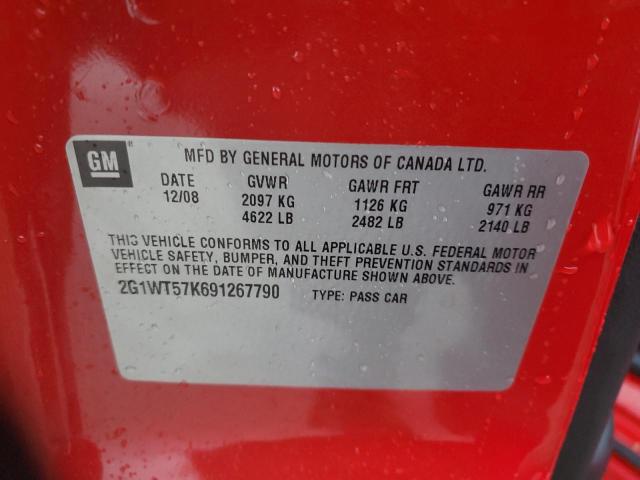 GM
MFD BY GENERAL MOTORS OF CANADA LTD.
DATE GVWR GAWR FRT GAWR RR
12/08 2097 KG 1126 KG 971 KG
4622 LB 2482 LB 2140 LB
THIS VEHICLE CONFORMS TO ALL APPLICABLE U.S. FEDERAL MOTOR
VEHICLE SAFETY, BUMPER, AND THEFT PREVENTION STANDARDS IN
EFFECT ON THE DATE OF MANUFACTURE SHOWN ABOVE.
2G1WT57K691267790 TYPE: PASS CAR